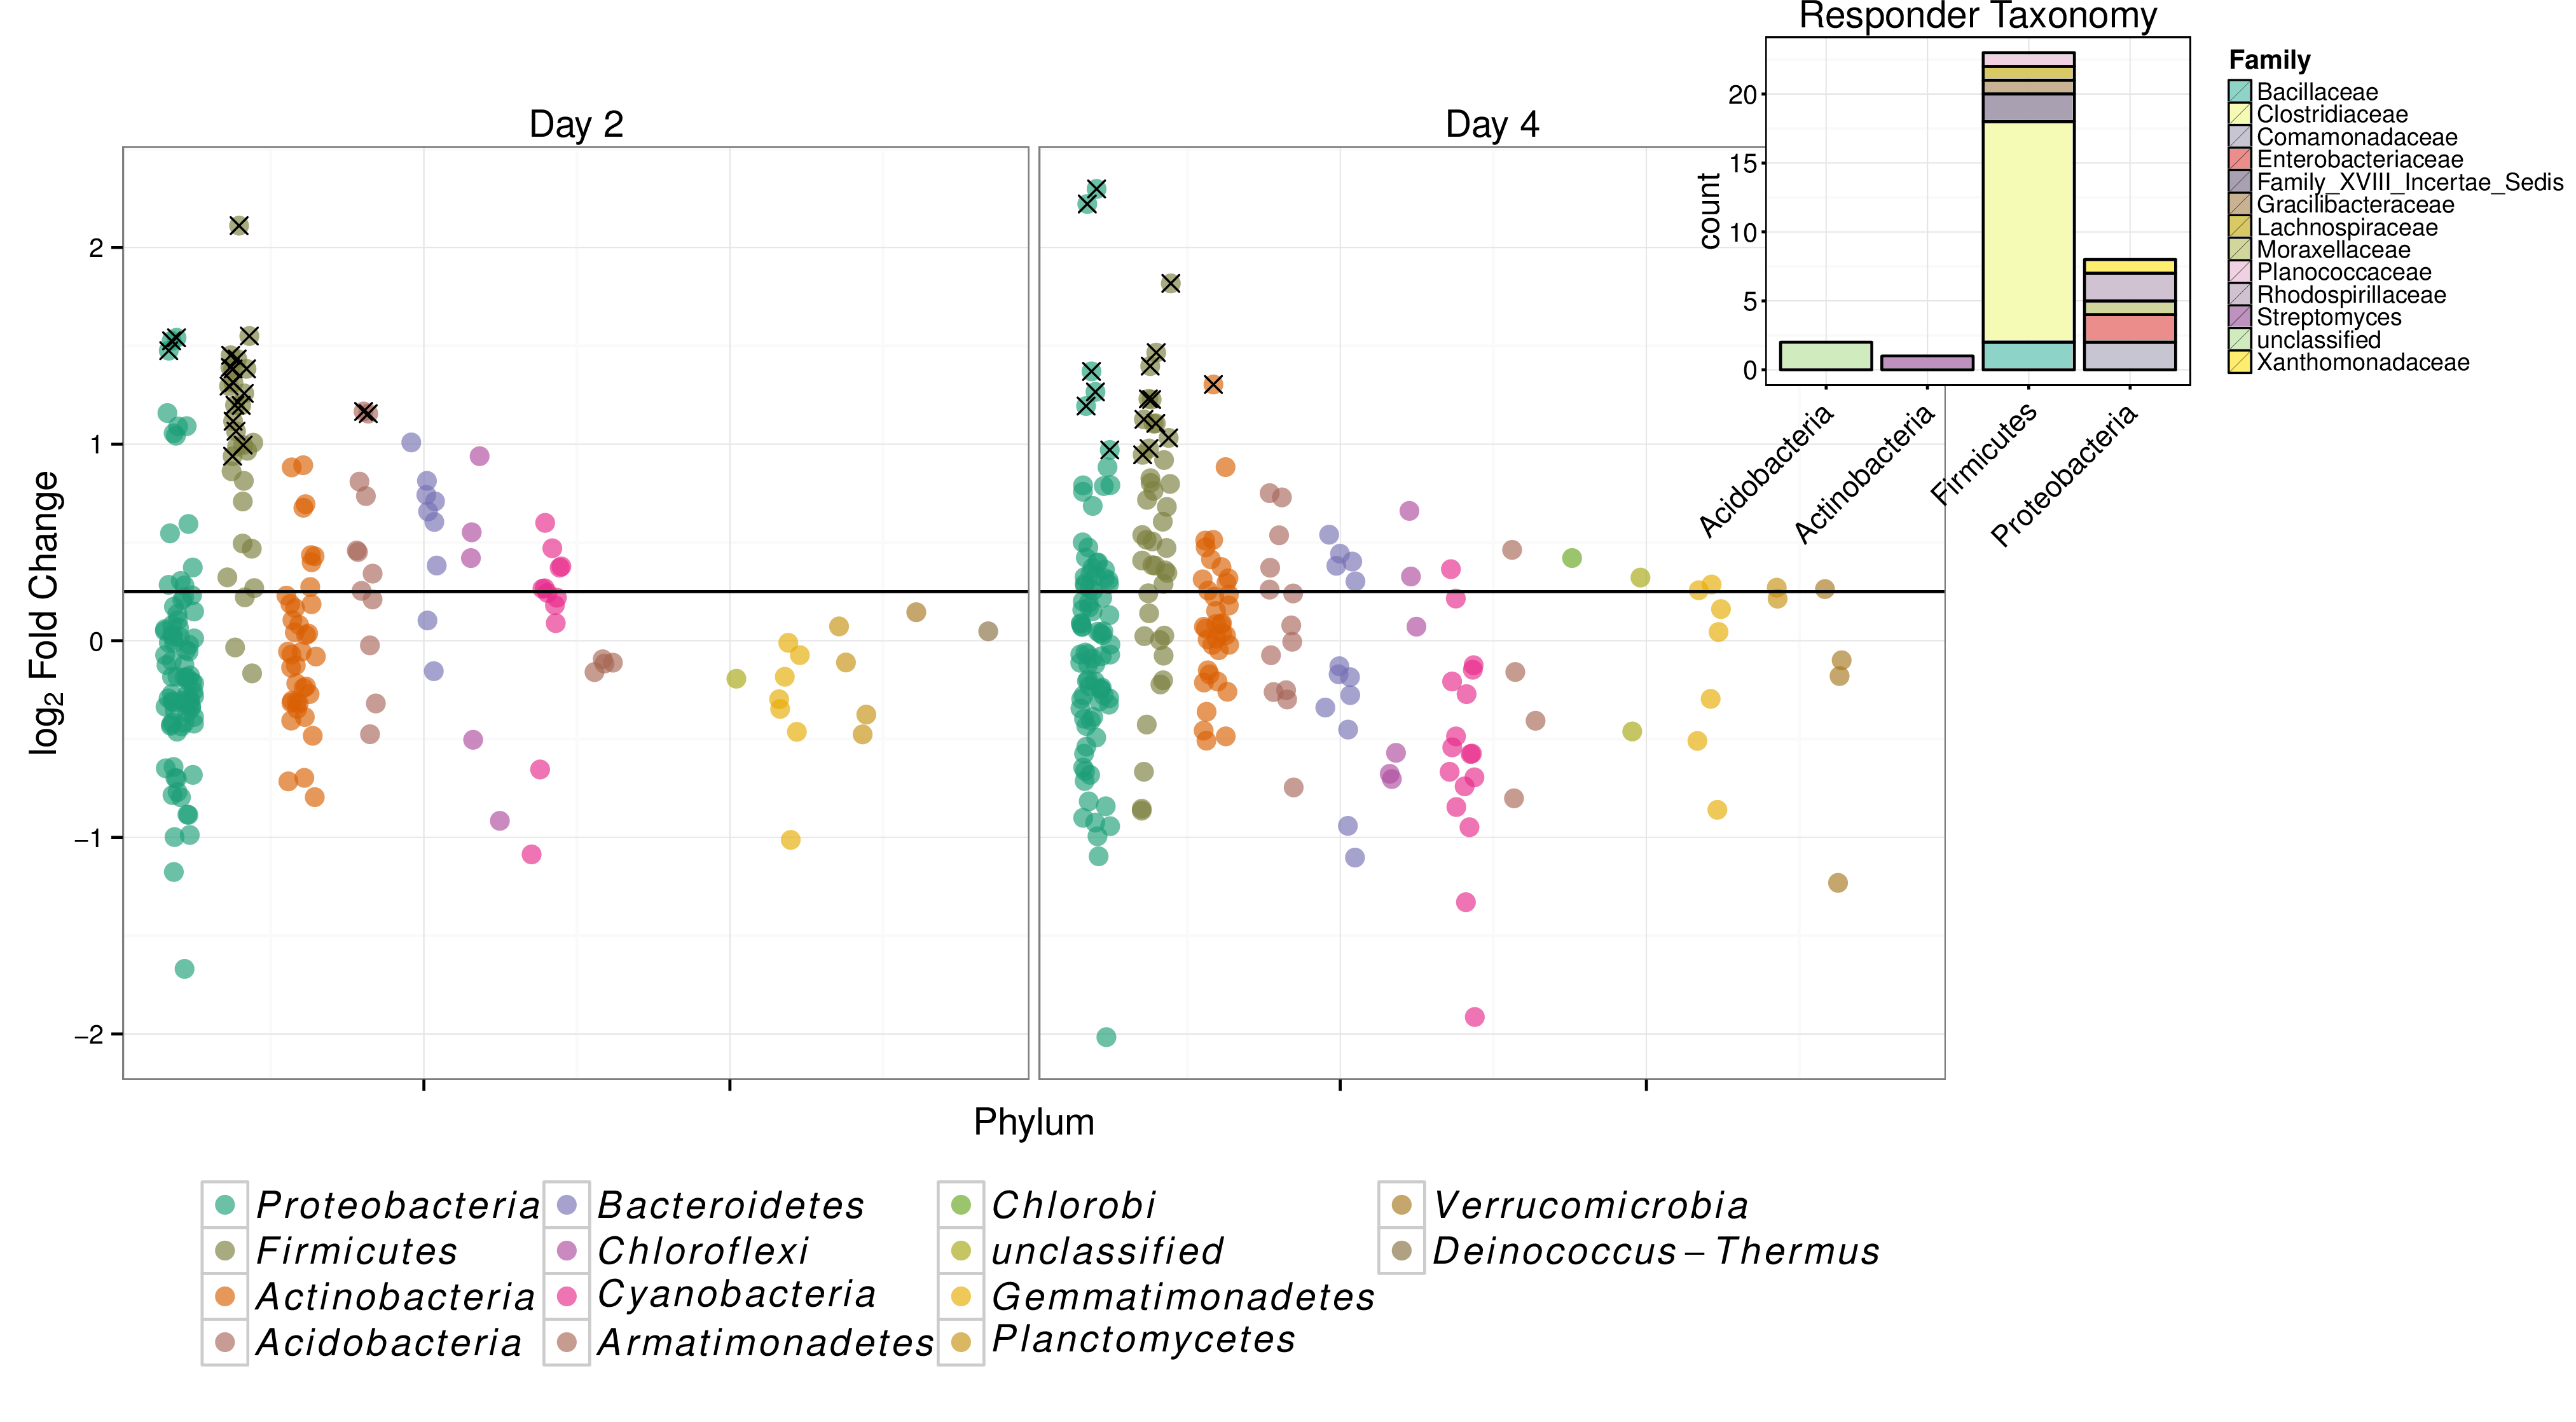 Responder Taxonomy
Family
Bacillaceae
Clostridiaceae
Comamonadaceae
Enterobacteriaceae
Family_XVIII_Incertae_Sedis
Gracilibacteraceae
Lachnospiraceae
Moraxellaceae
Planococcaceae
Rhodospirillaceae
Streptomyces
unclassified
Xanthomonadaceae
count
20
15
10
5
0
Acidobacteria
Actinobacteria
Firmicutes
Proteobacteria
Day 2
Day 4
log2 Fold Change
2
1
0
−1
−2
Phylum
Proteobacteria
Firmicutes
Actinobacteria
Acidobacteria
Bacteroidetes
Chloroflexi
Cyanobacteria
Armatimonadetes
Chlorobi
unclassified
Gemmatimonadetes
Planctomycetes
Verrucomicrobia
Deinococcus − Thermus